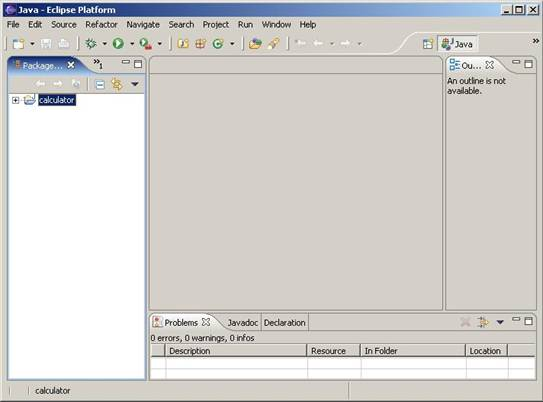 Java - Eclipse Platform
File Edit Source Refactor Navigate Search Project Run Window Help
Java »
Package... »1
Ou...
calculator
An outline is not
available.
Problems Javadoc Declaration
0 errors, 0 warnings, 0 infos
Description Resource In Folder Location
calculator